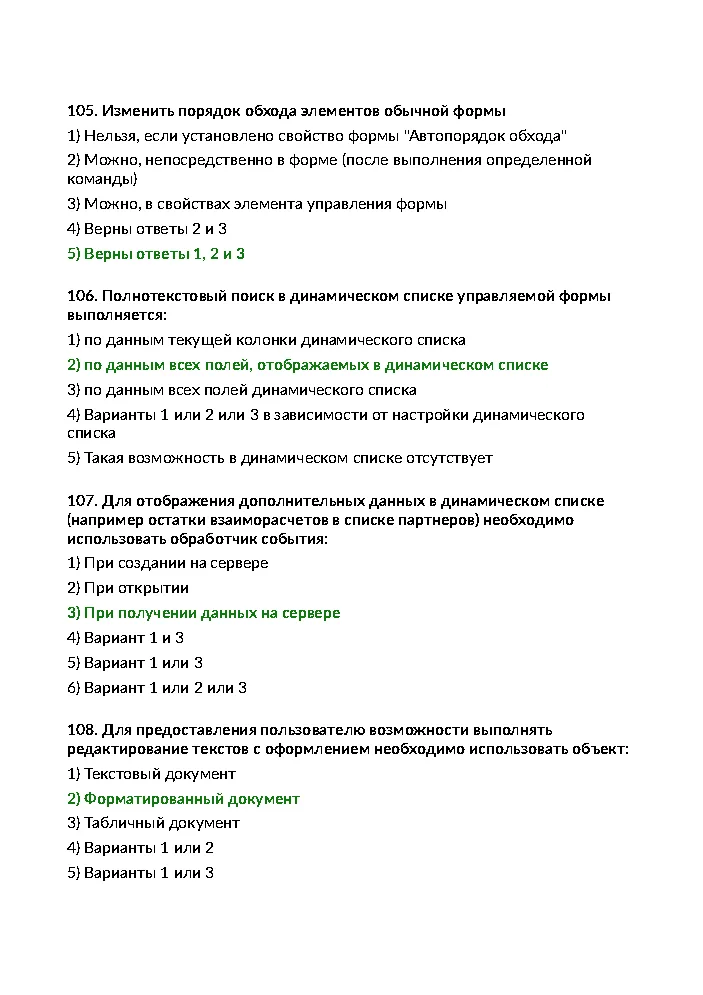 105. Изменить порядок обхода элементов обычной формы
1) Нельзя, если установлено свойство формы "Автопорядок обхода"
2) Можно, непосредственно в форме (после выполнения определенной
команды)
3) Можно, в свойствах элемента управления формы
4) Верны ответы 2 и 3
5) Верны ответы 1, 2 и 3
106. Полнотекстовый поиск в динамическом списке управляемой формы
выполняется:
1) по данным текущей колонки динамического списка
2) по данным всех полей, отображаемых в динамическом списке
3) по данным всех полей динамического списка
4) Варианты 1 или 2 или 3 в зависимости от настройки динамического
списка
5) Такая возможность в динамическом списке отсутствует
107. Для отображения дополнительных данных в динамическом списке
(например остатки взаиморасчетов в списке партнеров) необходимо
использовать обработчик события:
1) При создании на сервере
2) При открытии
3) При получении данных на сервере
4) Вариант 1 и 3
5) Вариант 1 или 3
6) Вариант 1 или 2 или 3
108. Для предоставления пользователю возможности выполнять
редактирование текстов с оформлением необходимо использовать объект:
1) Текстовый документ
2) Форматированный документ
3) Табличный документ
4) Варианты 1 или 2
5) Варианты 1 или 3